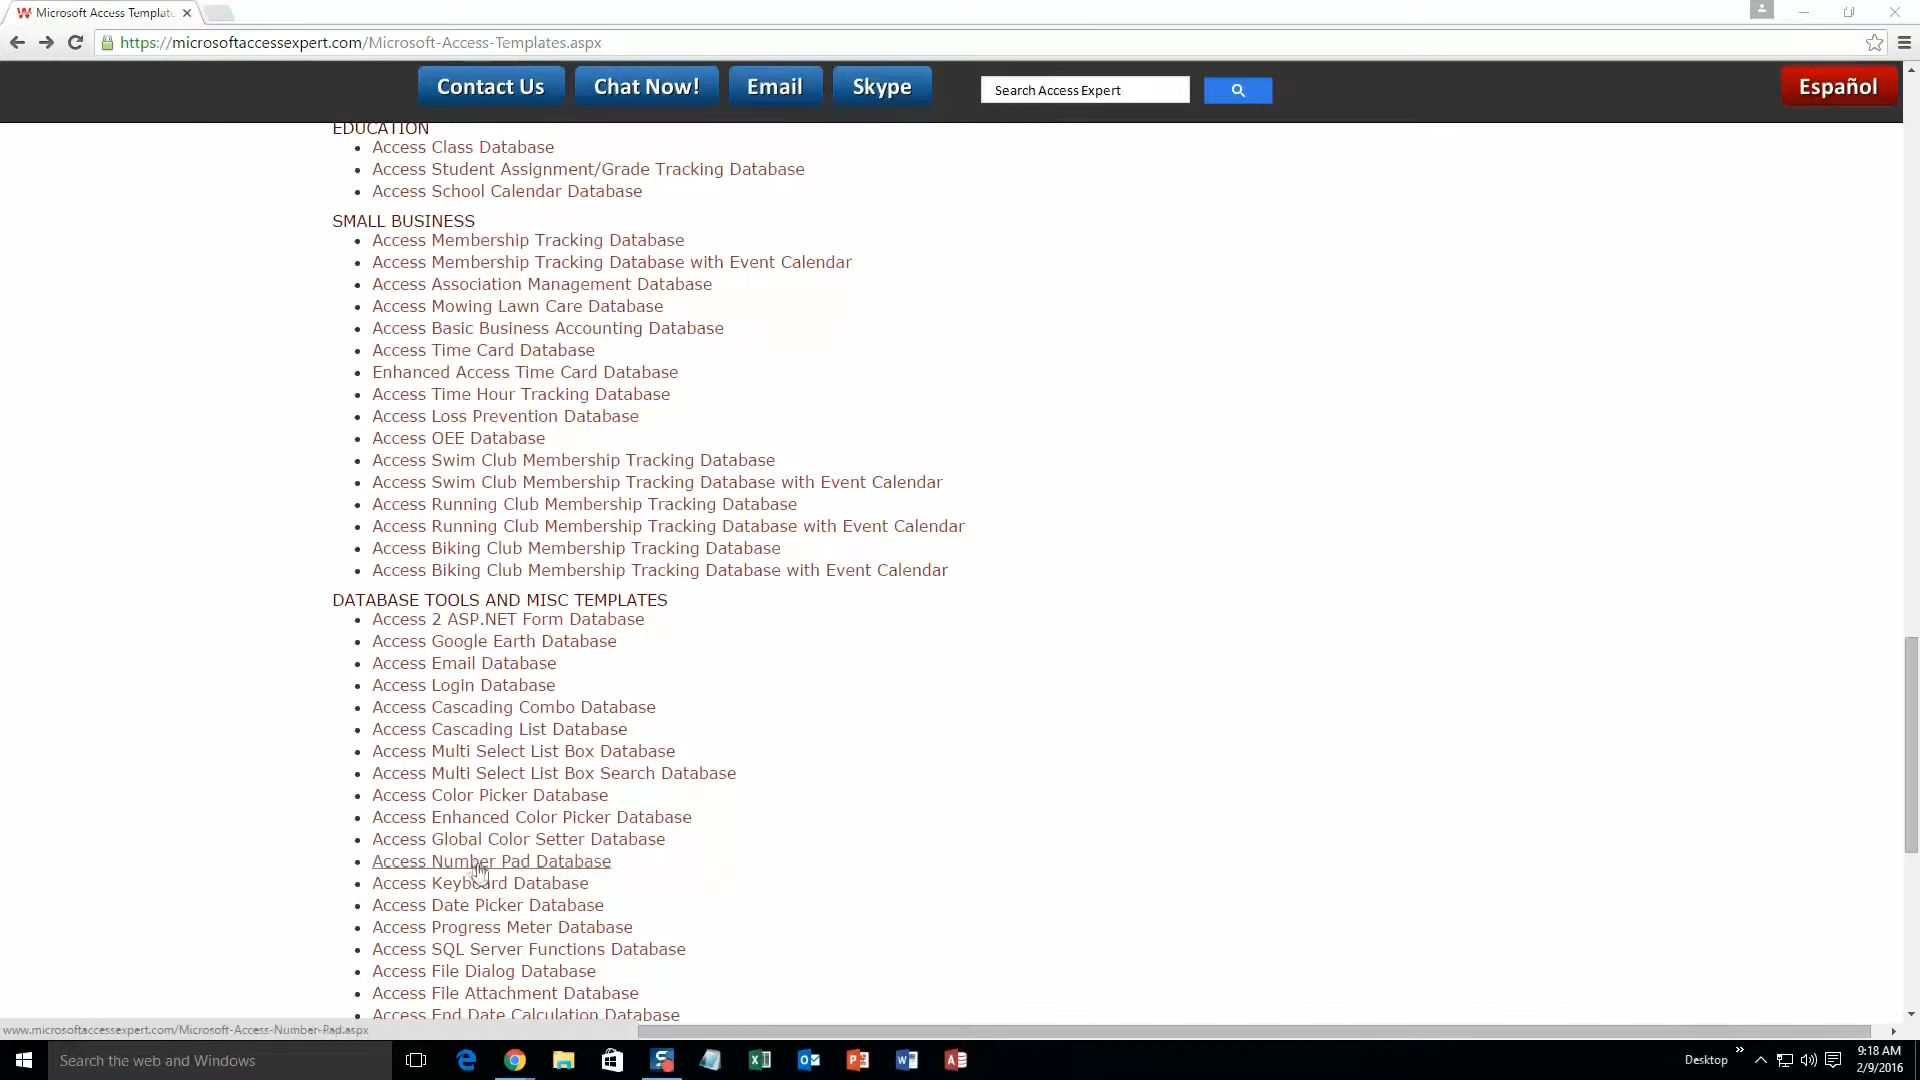 Microsoft Access Templat
https://microsoftaccessexpert.com/Microsoft-Access-Templates.aspx
Contact Us
Chat Now!
Email
Skype
Search Access Expert
Español
EDUCATION
Access Class Database
Access Student Assignment/Grade Tracking Database
Access School Calendar Database
SMALL BUSINESS
Access Membership Tracking Database
Access Membership Tracking Database with Event Calendar
Access Association Management Database
Access Mowing Lawn Care Database
Access Basic Business Accounting Database
Access Time Card Database
Enhanced Access Time Card Database
Access Time Hour Tracking Database
Access Loss Prevention Database
Access OEE Database
Access Swim Club Membership Tracking Database
Access Swim Club Membership Tracking Database with Event Calendar
Access Running Club Membership Tracking Database
Access Running Club Membership Tracking Database with Event Calendar
Access Biking Club Membership Tracking Database
Access Biking Club Membership Tracking Database with Event Calendar
DATABASE TOOLS AND MISC TEMPLATES
Access 2 ASP.NET Form Database
Access Google Earth Database
Access Email Database
Access Login Database
Access Cascading Combo Database
Access Cascading List Database
Access Multi Select List Box Database
Access Multi Select List Box Search Database
Access Color Picker Database
Access Enhanced Color Picker Database
Access Global Color Setter Database
Access Number Pad Database
Access Keyboard Database
Access Date Picker Database
Access Progress Meter Database
Access SQL Server Functions Database
Access File Dialog Database
Access File Attachment Database
Access End Date Calculation Database
www.microsoftaccessexpert.com/Microsoft-Access-Number-Pad.aspx
Search the web and Windows
Desktop
9:18 AM
2/9/2016